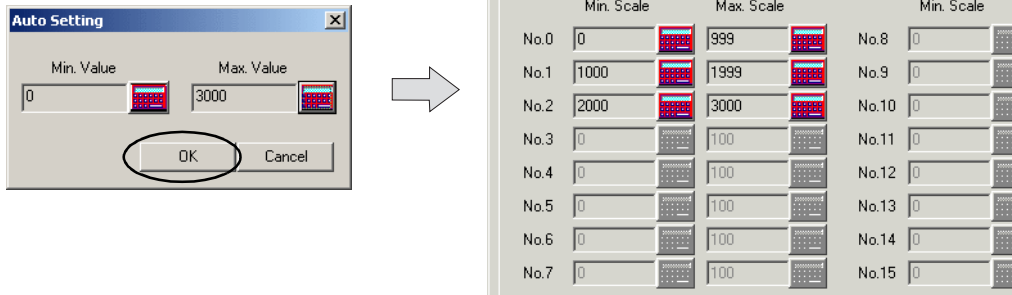 Auto Setting
Min. Value Max. Value
0 3000
OK Cancel
Min. Scale Max. Scale Min. Scale
No.0 0 999 No.8 0
No.1 1000 1999 No.9 0
No.2 2000 3000 No.10 0
No.3 0 100 No.11 0
No.4 0 100 No.12 0
No.5 0 100 No.13 0
No.6 0 100 No.14 0
No.7 0 100 No.15 0